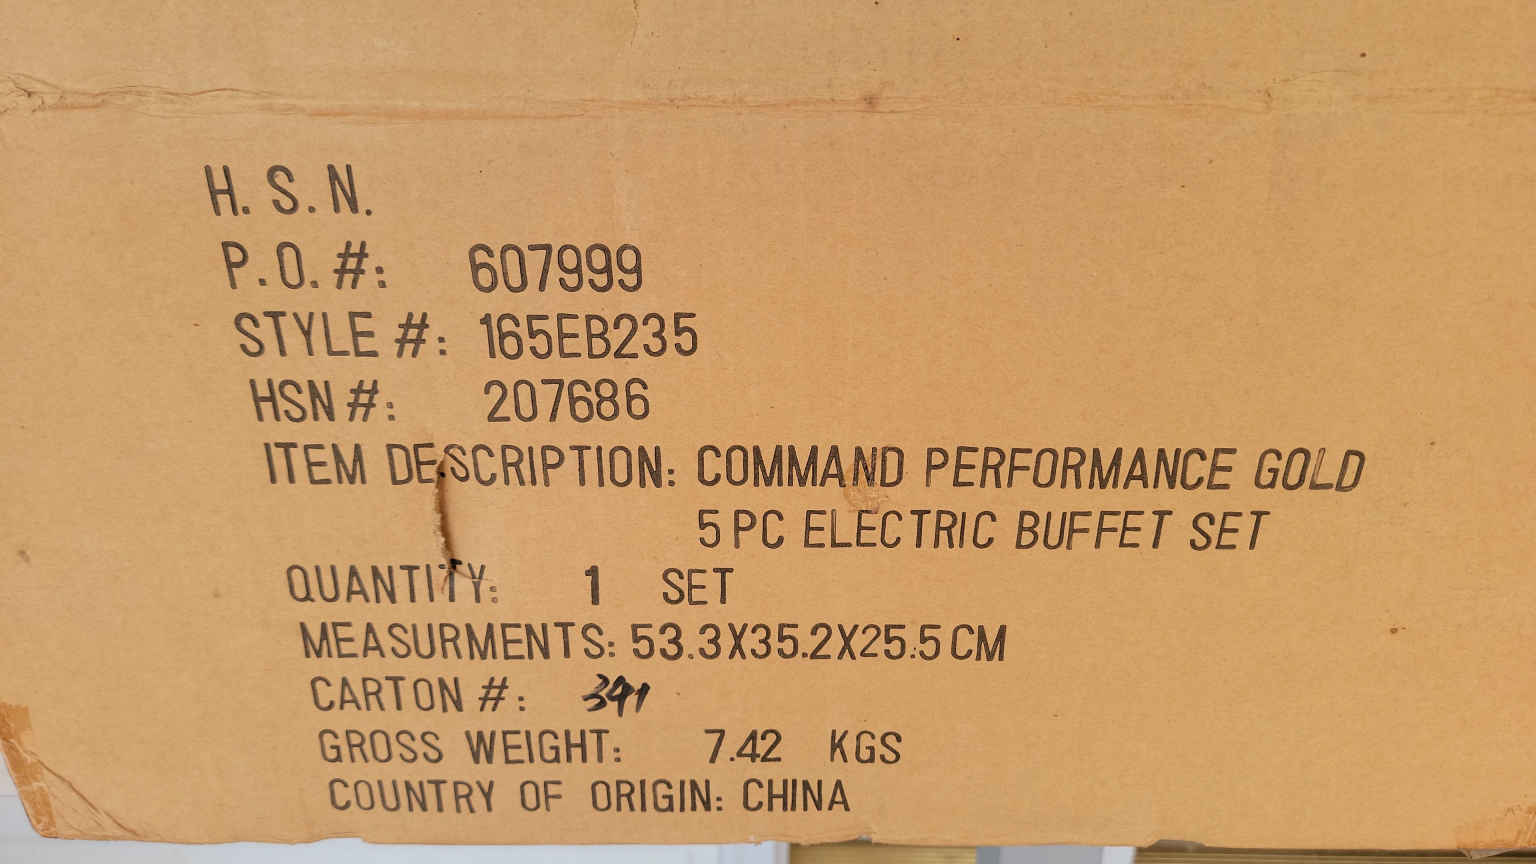 H. S. N.
P.O. #: 607999
STYLE #: 165EB235
HSN #: 207686
ITEM DESCRIPTION: COMMAND PERFORMANCE GOLD
5 PC ELECTRIC BUFFET SET
QUANTITY: 1 SET
MEASURMENTS: 53.3X35.2X25.5 CM
CARTON #: 391
GROSS WEIGHT: 7.42 KGS
COUNTRY OF ORIGIN: CHINA